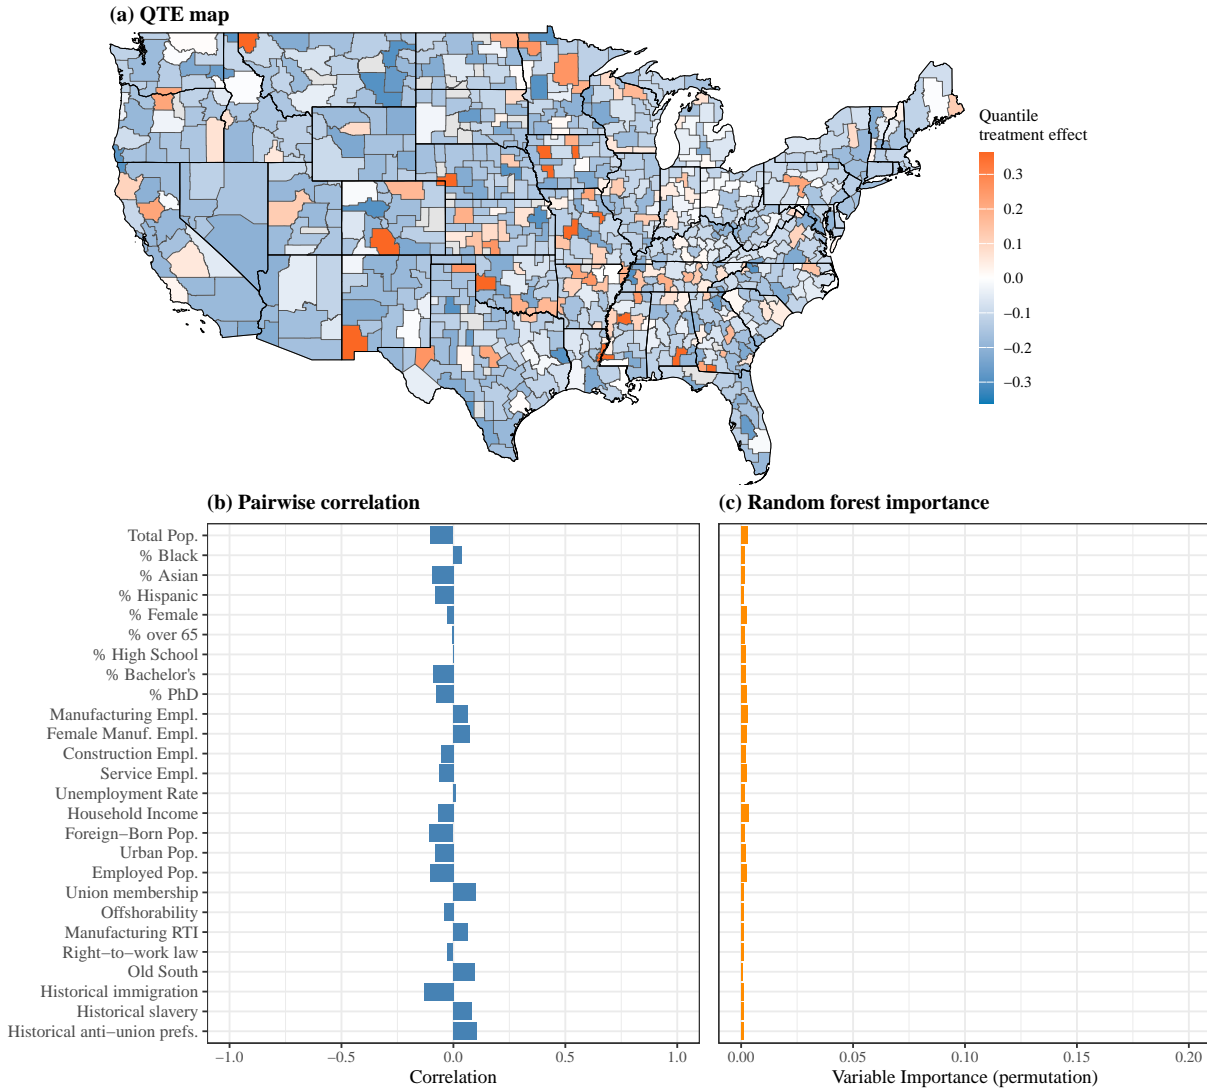 (a) QTE map
Quantile
treatment effect
0.3
0.2
0.1
0.0
−0.1
−0.2
−0.3
(b) Pairwise correlation
(c) Random forest importance
Total Pop.
% Black
% Asian
% Hispanic
% Female
% over 65
% High School
% Bachelor's
% PhD
Manufacturing Empl.
Female Manuf. Empl.
Construction Empl.
Service Empl.
Unemployment Rate
Household Income
Foreign−Born Pop.
Urban Pop.
Employed Pop.
Union membership
Offshorability
Manufacturing RTI
Right−to−work law
Old South
Historical immigration
Historical slavery
Historical anti−union prefs.
−1.0 −0.5 0.0 0.5 1.0
0.00 0.05 0.10 0.15 0.20
Correlation
Variable Importance (permutation)